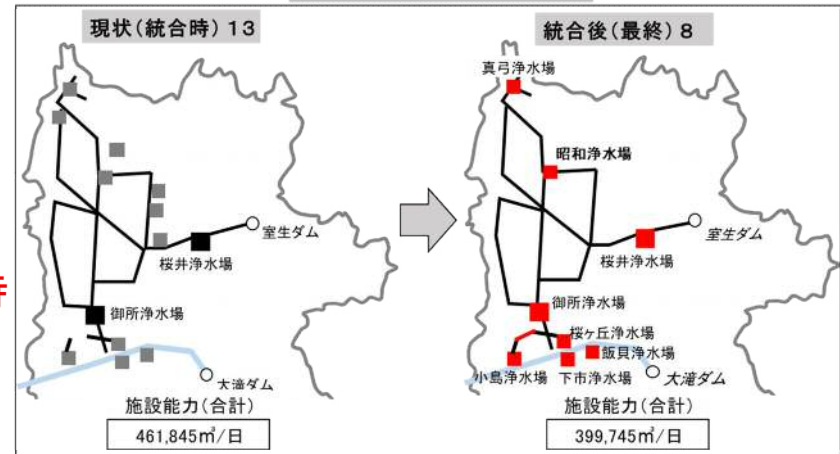 現状(統合時)13
室生ダム
桜井浄水場
御所浄水場
大滝ダム
施設能力(合計)
461,845㎥/日
統合後(最終)8
真弓浄水場
昭和浄水場
室生ダム
桜井浄水場
御所浄水場
桜ヶ丘浄水場
飯貝浄水場
小島浄水場
下市浄水場
大滝ダム
施設能力(合計)
399,745㎥/日